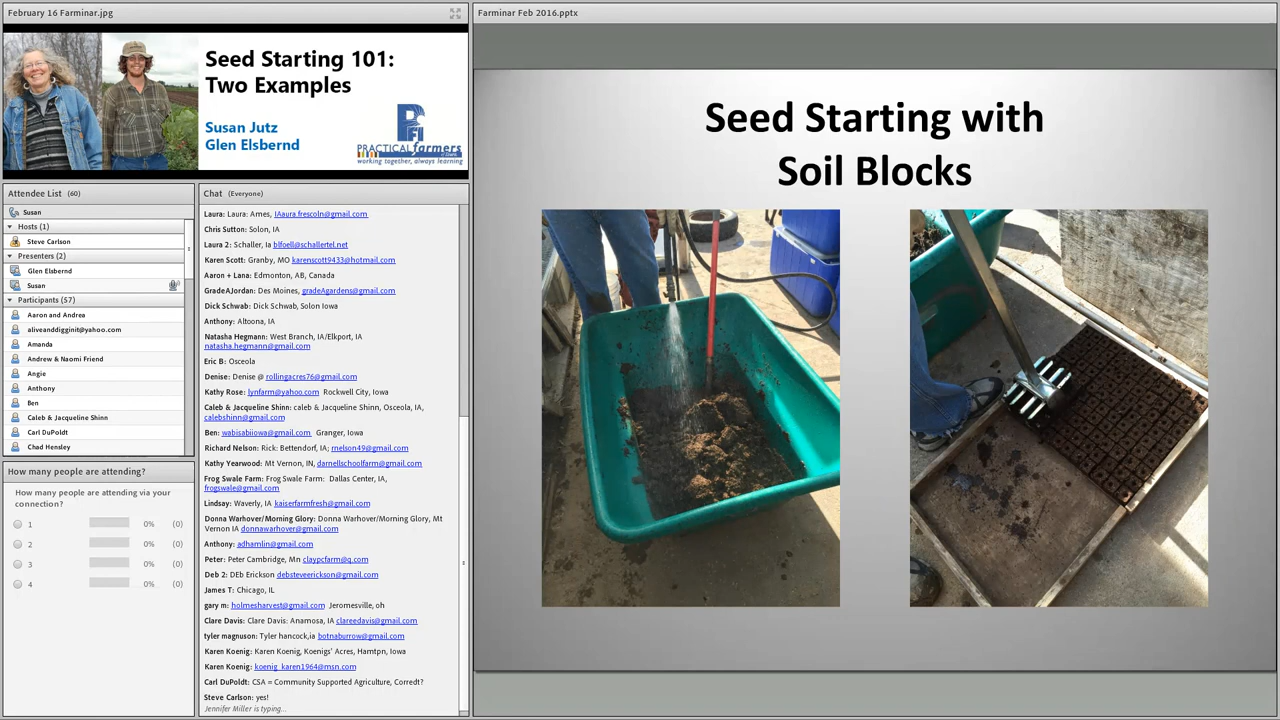 February 16 Farminar.jpg
Seed Starting 101:
Two Examples
Susan Jutz
Glen Elsbernd
PFI
PRACTICAL farmers
working together, always learning
Attendee List (60)
Susan
Hosts (1)
Steve Carlson
Presenters (2)
Glen Elsbernd
Susan
Participants (57)
Aaron and Andrea
aliveanddigginit@yahoo.com
Amanda
Andrew & Naomi Friend
Angie
Anthony
Ben
Caleb & Jacqueline Shinn
Carl DuPoldt
Chad Hensley
How many people are attending?
How many people are attending via your
connection?
1 0% (0)
2 0% (0)
3 0% (0)
4 0% (0)
Chat (Everyone)
Laura: Laura: Ames, IAaura.frescoln@gmail.com
Chris Sutton: Solon, IA
Laura 2: Schaller, Ia blfoell@schallertel.net
Karen Scott: Granby, MO karenscott9433@hotmail.com
Aaron + Lana: Edmonton, AB, Canada
GradeAJordan: Des Moines, gradeAgardens@gmail.com
Dick Schwab: Dick Schwab, Solon Iowa
Anthony: Altoona, IA
Natasha Hegmann: West Branch, IA/Elkport, IA
natasha.hegmann@gmail.com
Eric B: Osceola
Denise: Denise @ rollingacres76@gmail.com
Kathy Rose: lynfarm@yahoo.com Rockwell City, Iowa
Caleb & Jacqueline Shinn: caleb & Jacqueline Shinn, Osceola, IA,
calebshinn@gmail.com
Ben: wabisabiiowa@gmail.com Granger, Iowa
Richard Nelson: Rick: Bettendorf, IA; rnelson49@gmail.com
Kathy Yearwood: Mt Vernon, IN, darnellschoolfarm@gmail.com
Frog Swale Farm: Frog Swale Farm: Dallas Center, IA,
frogswale@gmail.com
Lindsay: Waverly, IA kaiserfarmfresh@gmail.com
Donna Warhover/Morning Glory: Donna Warhover/Morning Glory, Mt
Vernon IA donnawarhover@gmail.com
Anthony: adhamlin@gmail.com
Peter: Peter Cambridge, Mn claypcfarm@q.com
Deb 2: DEb Erickson debsteveerickson@gmail.com
James T: Chicago, IL
gary m: holmesharvest@gmail.com Jeromesville, oh
Clare Davis: Clare Davis: Anamosa, IA clareedavis@gmail.com
tyler magnuson: Tyler hancock,ia botnaburrow@gmail.com
Karen Koenig: Karen Koenig, Koenigs' Acres, Hamtpn, Iowa
Karen Koenig: koenig_karen1964@msn.com
Carl DuPoldt: CSA = Community Supported Agriculture, Corredt?
Steve Carlson: yes!
Jennifer Miller is typing...
Farminar Feb 2016.pptx
Seed Starting with
Soil Blocks